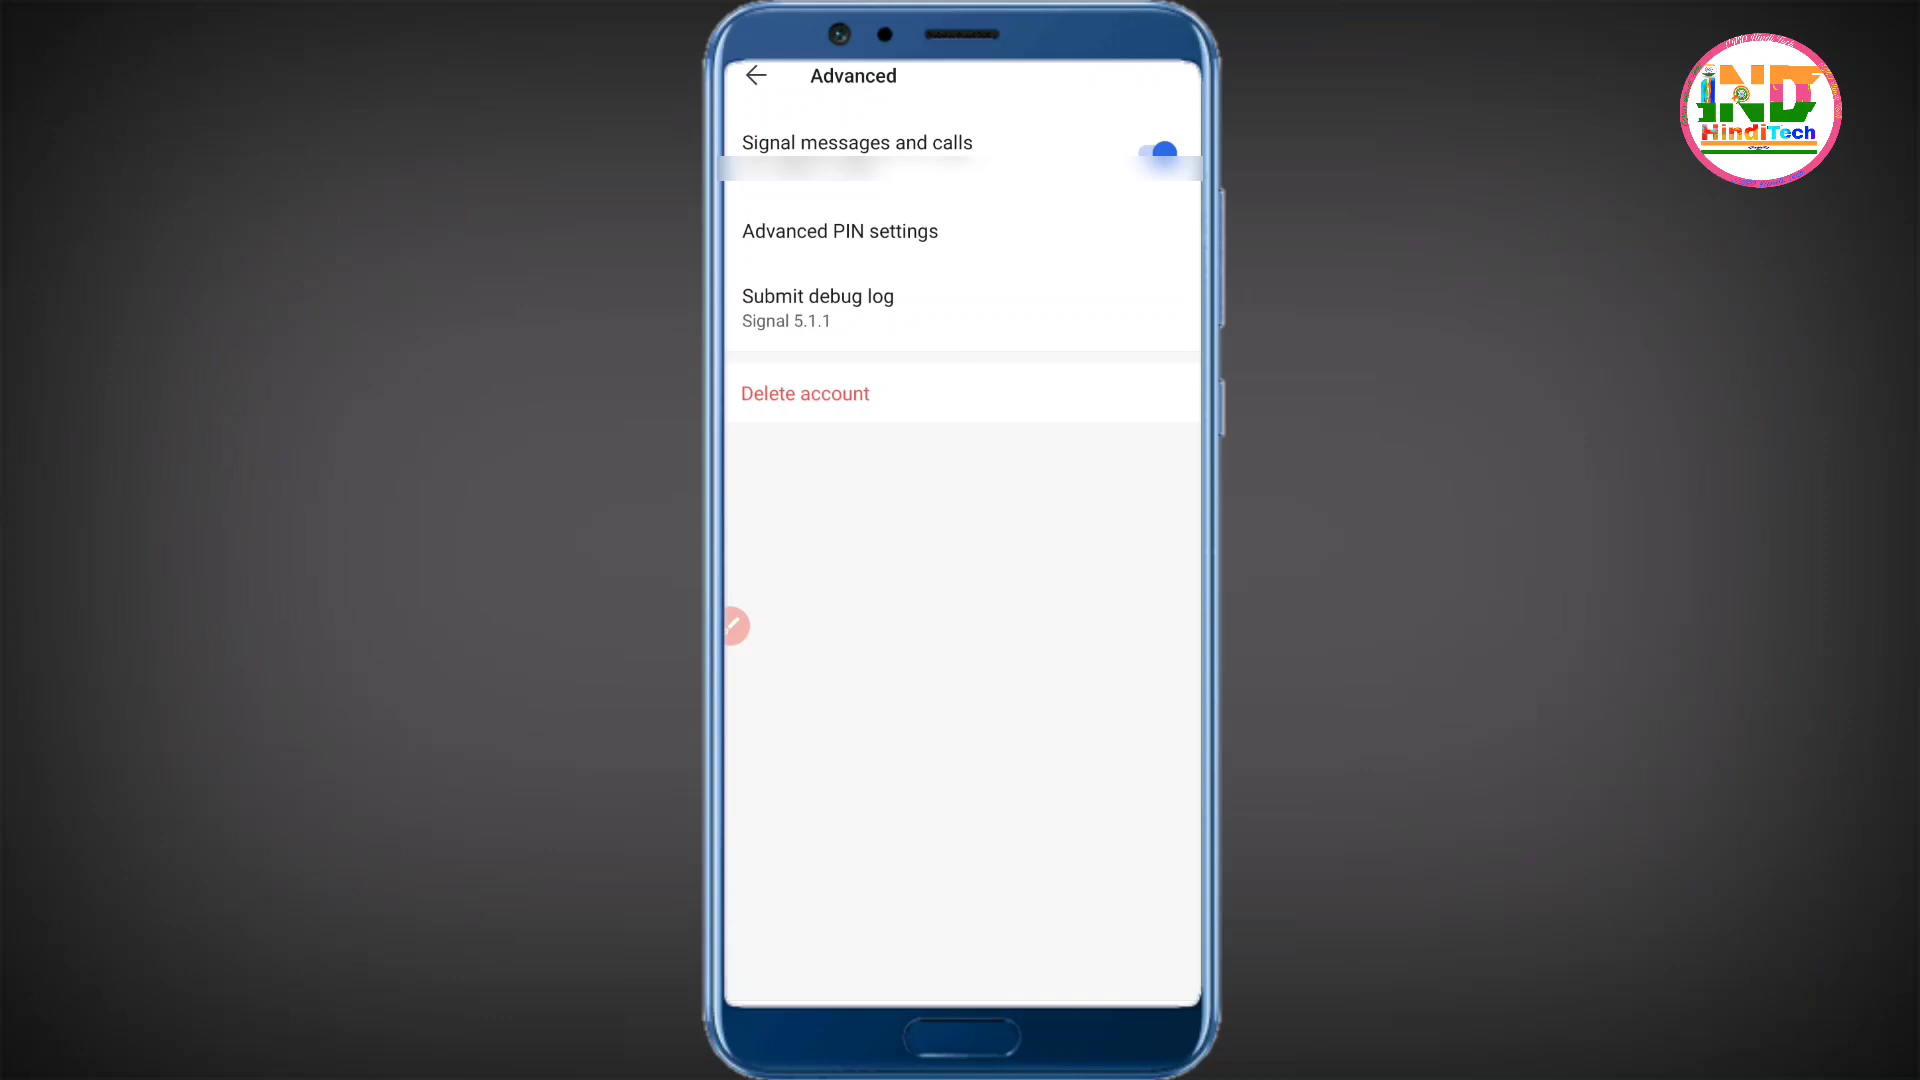 Advanced
Signal messages and calls
Advanced PIN settings
Submit debug log
Signal 5.1.1
Delete account
iND
HindiTech